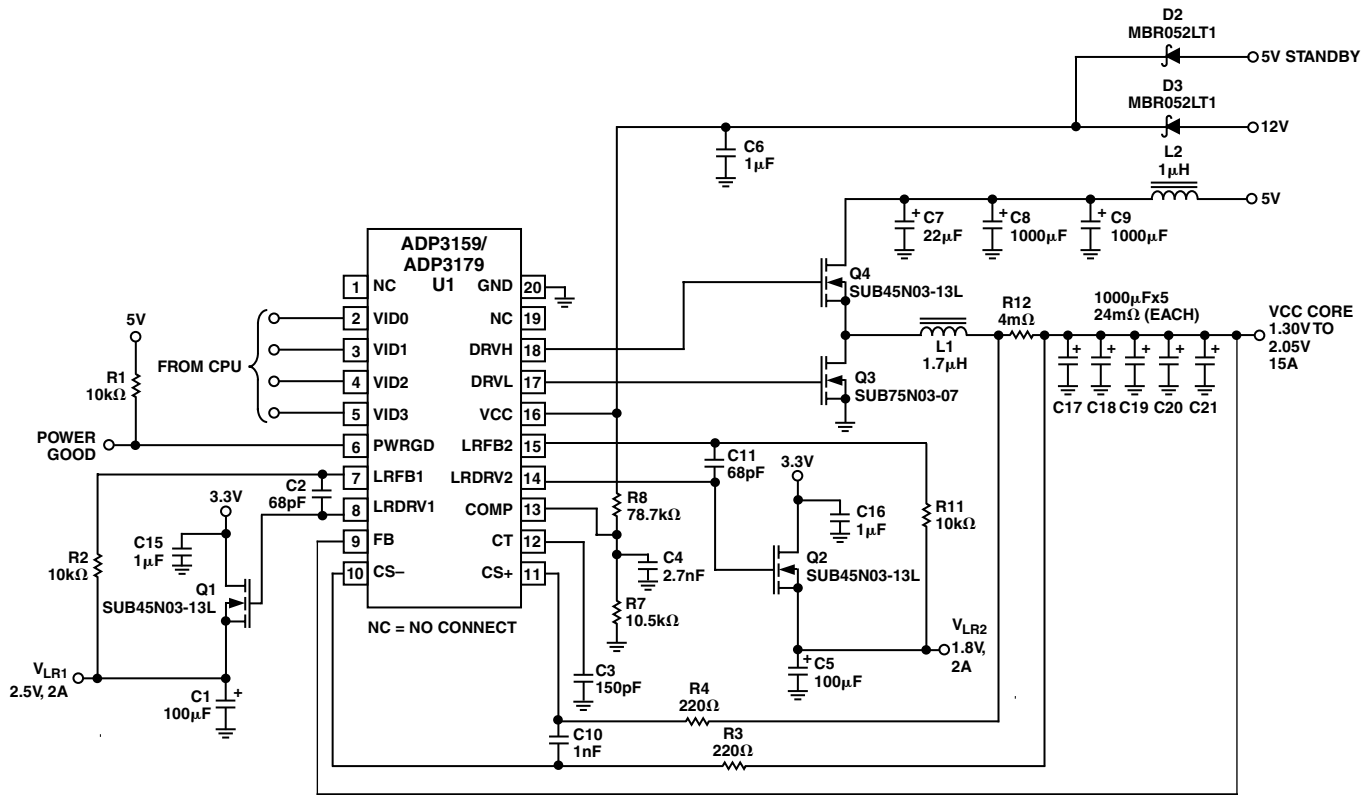 D2
MBR052LT1
5V STANDBY
D3
MBR052LT1
12V
C6
1μF
L2
1μH
5V
C7
22μF
C8
1000μF
C9
1000μF
ADP3159/
ADP3179
U1
1 NC
GND 20
2 VID0
NC 19
3 VID1
DRVH 18
4 VID2
DRVL 17
5 VID3
VCC 16
6 PWRGD
LRFB2 15
7 LRFB1
LRDRV2 14
8 LRDRV1
COMP 13
9 FB
CT 12
10 CS–
CS+ 11
NC = NO CONNECT
FROM CPU
5V
R1
10kΩ
POWER
GOOD
Q4
SUB45N03-13L
Q3
SUB75N03-07
L1
1.7μH
R12
4mΩ
1000μFx5
24mΩ (EACH)
VCC CORE
1.30V TO
2.05V
15A
C17 C18 C19 C20 C21
C2
68pF
3.3V
C15
1μF
R2
10kΩ
Q1
SUB45N03-13L
VLR1
2.5V, 2A
C1
100μF
C11
68pF
3.3V
C16
1μF
R11
10kΩ
R8
78.7kΩ
C4
2.7nF
R7
10.5kΩ
Q2
SUB45N03-13L
VLR2
1.8V,
2A
C5
100μF
C3
150pF
R4
220Ω
C10
1nF
R3
220Ω